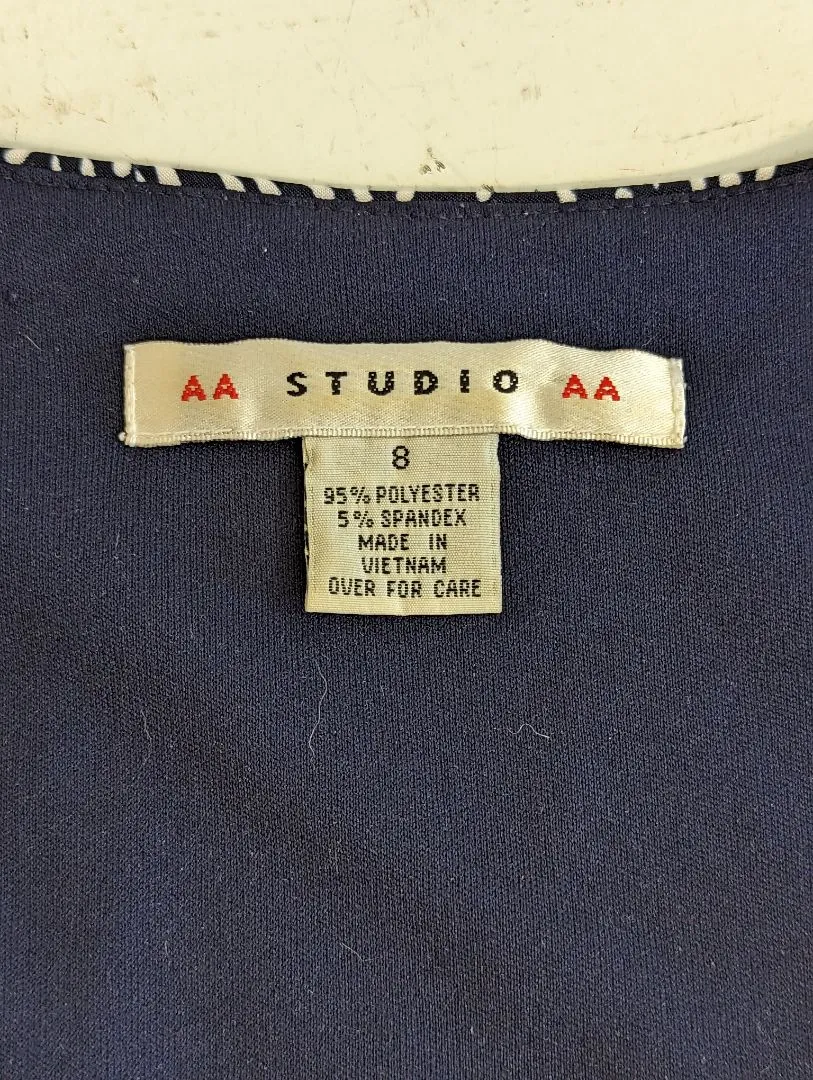 AA STUDIO AA
8
95% POLYESTER
5% SPANDEX
MADE IN
VIETNAM
OVER FOR CARE